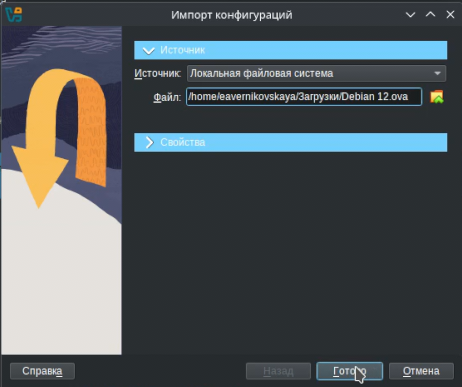 Импорт конфигураций
Источник
Источник: Локальная файловая система
Файл: /home/eavernikovskaya/Загрузки/Debian 12.ova
Свойства
Справка Назад Готово Отмена